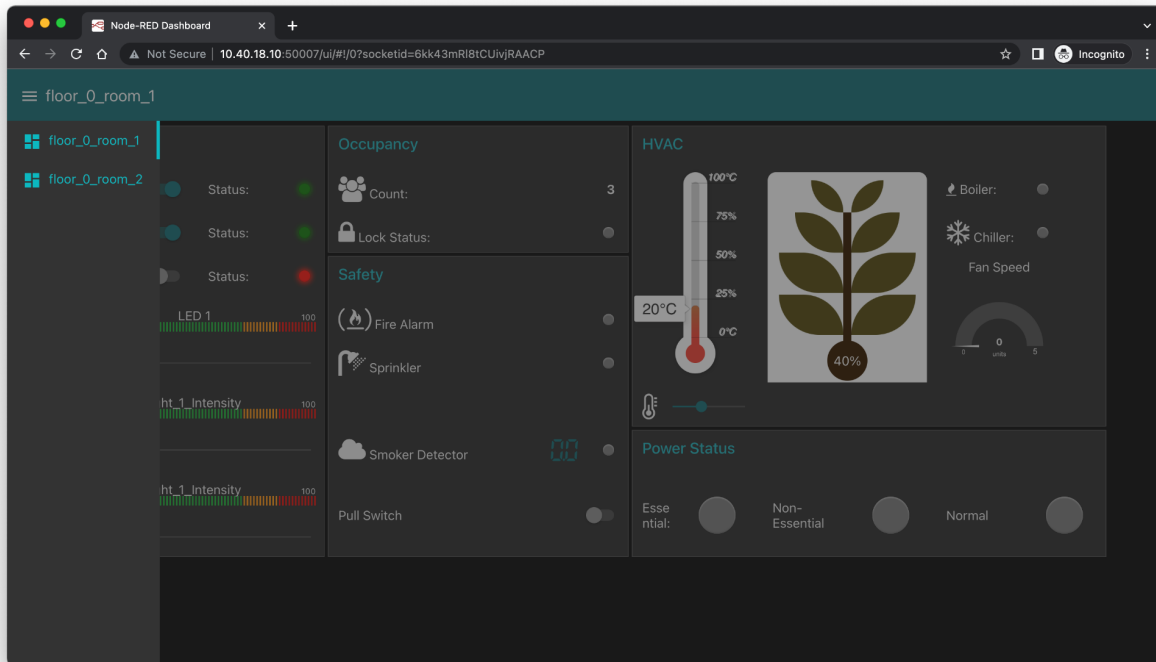 Node-RED Dashboard
Not Secure | 10.40.18.10:50007/ui/#!/0?socketid=6kk43mRI8tCUivjRAACP
Incognito
floor_0_room_1
floor_0_room_1
floor_0_room_2
Status:
Status:
Status:
LED 1
100
ht_1_Intensity
100
ht_1_Intensity
100
Occupancy
Count: 3
Lock Status:
Safety
Fire Alarm
Sprinkler
Smoker Detector 0.0
Pull Switch
HVAC
100°C
75%
50%
25%
0°C
20°C
40%
Boiler:
Chiller:
Fan Speed
0
units
0
5
Power Status
Esse
ntial:
Non-
Essential
Normal